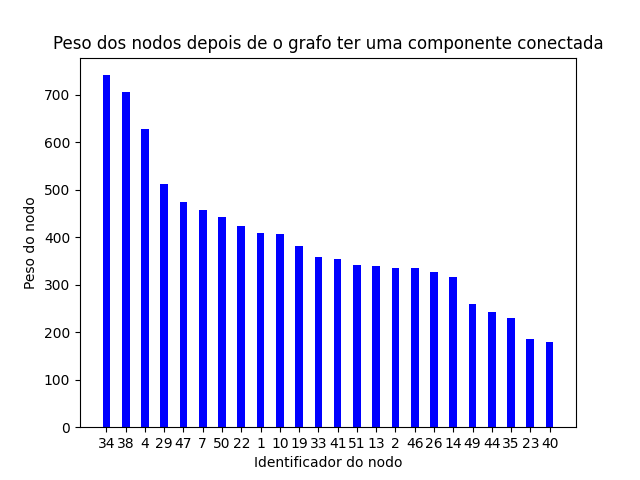 Peso dos nodos depois de o grafo ter uma componente conectada
Peso do nodo
700
600
500
400
300
200
100
0
34 38 4 29 47 7 50 22 1 10 19 33 41 51 13 2 46 26 14 49 44 35 23 40
Identificador do nodo